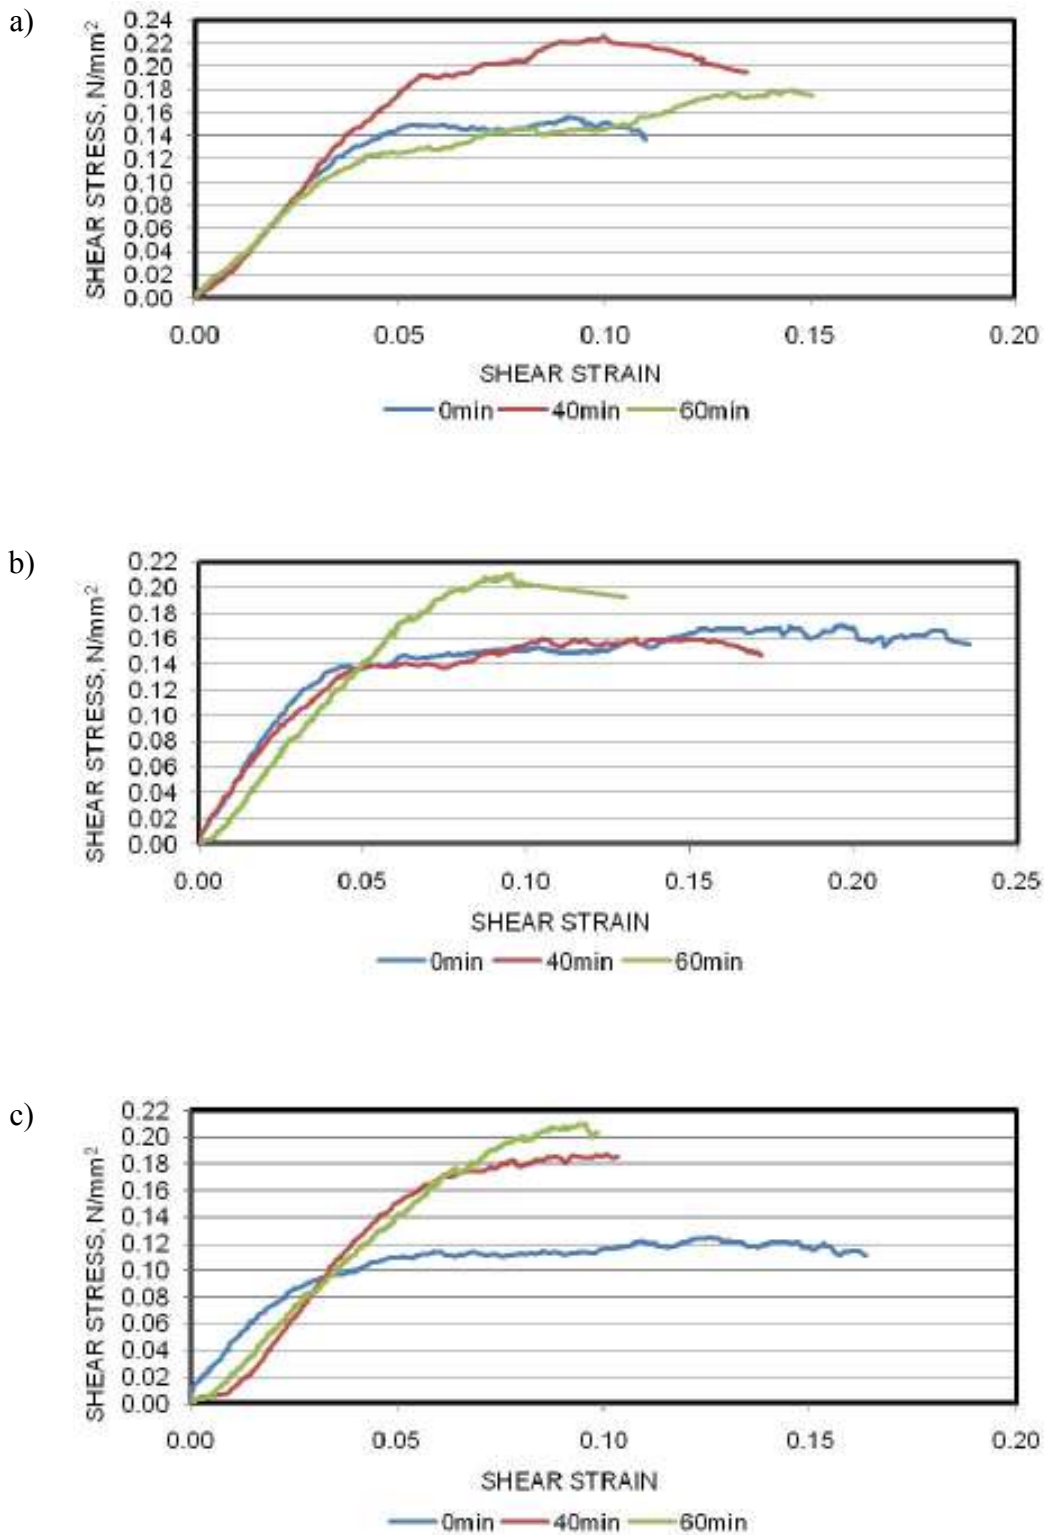 a)
SHEAR STRESS, N/mm²
0.24
0.22
0.20
0.18
0.16
0.14
0.12
0.10
0.08
0.06
0.04
0.02
0.00
0.00 0.05 0.10 0.15 0.20
SHEAR STRAIN
0min 40min 60min
b)
SHEAR STRESS, N/mm²
0.22
0.20
0.18
0.16
0.14
0.12
0.10
0.08
0.06
0.04
0.02
0.00
0.00 0.05 0.10 0.15 0.20 0.25
SHEAR STRAIN
0min 40min 60min
c)
SHEAR STRESS, N/mm²
0.22
0.20
0.18
0.16
0.14
0.12
0.10
0.08
0.06
0.04
0.02
0.00
0.00 0.05 0.10 0.15 0.20
SHEAR STRAIN
0min 40min 60min